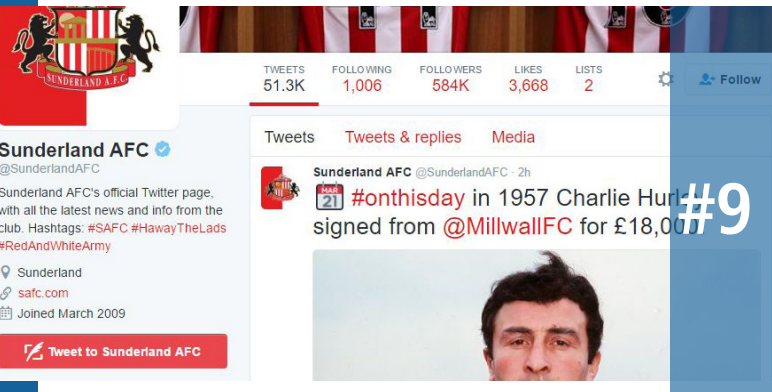 SUNDERLAND A.F.C
TWEETS
51.3K
FOLLOWING
1,006
FOLLOWERS
584K
LIKES
3,668
LISTS
2
Follow
Tweets Tweets & replies Media
Sunderland AFC
@SunderlandAFC
Sunderland AFC's official Twitter page,
with all the latest news and info from the
club. Hashtags: #SAFC #HawayTheLads
#RedAndWhiteArmy
Sunderland
safc.com
Joined March 2009
Tweet to Sunderland AFC
Sunderland AFC @SunderlandAFC · 2h
MAR
21
#onthisday in 1957 Charlie Hurley
signed from @MillwallFC for £18,000
#9